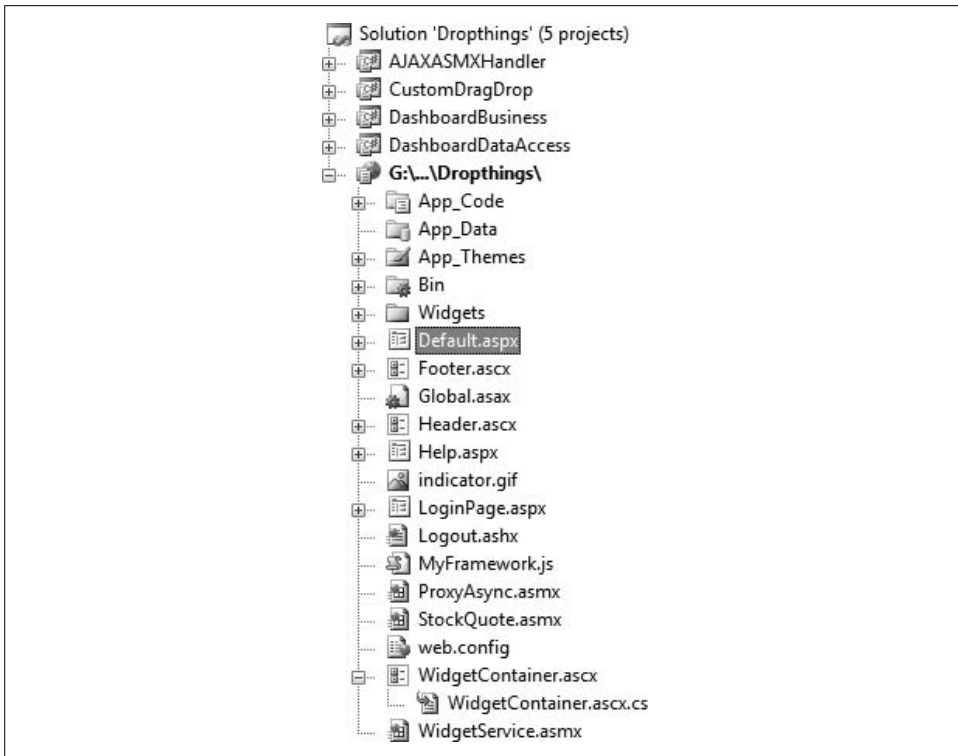 Solution 'Dropthings' (5 projects)
AJAXASMXHandler
CustomDragDrop
DashboardBusiness
DashboardDataAccess
G:\...\Dropthings\
App_Code
App_Data
App_Themes
Bin
Widgets
Default.aspx
Footer.ascx
Global.asax
Header.ascx
Help.aspx
indicator.gif
LoginPage.aspx
Logout.ashx
MyFramework.js
ProxyAsync.asmx
StockQuote.asmx
web.config
WidgetContainer.ascx
WidgetContainer.ascx.cs
WidgetService.asmx